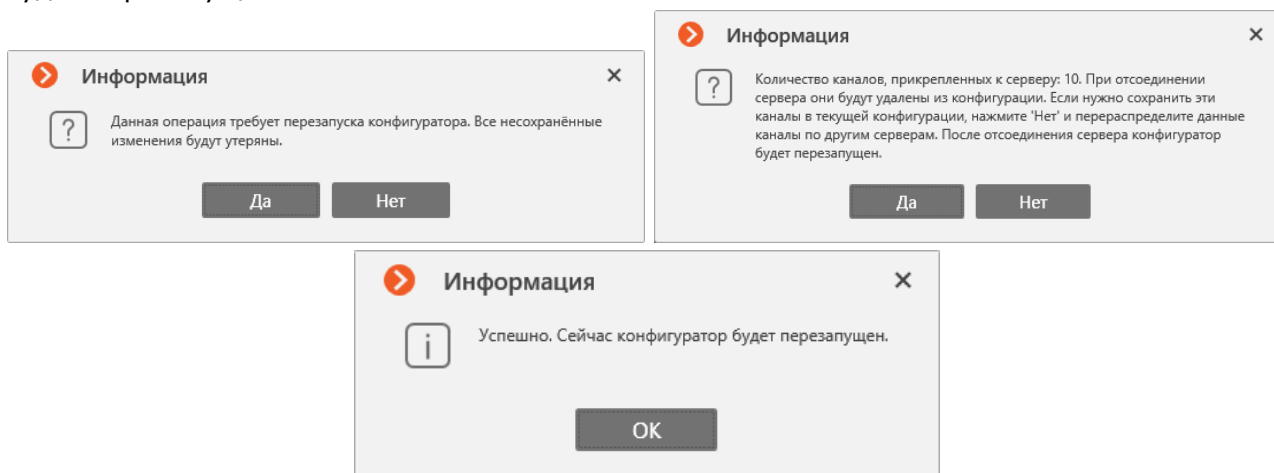 Информация
Данная операция требует перезапуска конфигуратора. Все несохранённые
изменения будут утеряны.
Да
Нет
Информация
Количество каналов, прикрепленных к серверу: 10. При отсоединении
сервера они будут удалены из конфигурации. Если нужно сохранить эти
каналы в текущей конфигурации, нажмите 'Нет' и перераспределите данные
каналы по другим серверам. После отсоединения сервера конфигуратор
будет перезапущен.
Да
Нет
Информация
Успешно. Сейчас конфигуратор будет перезапущен.
OK